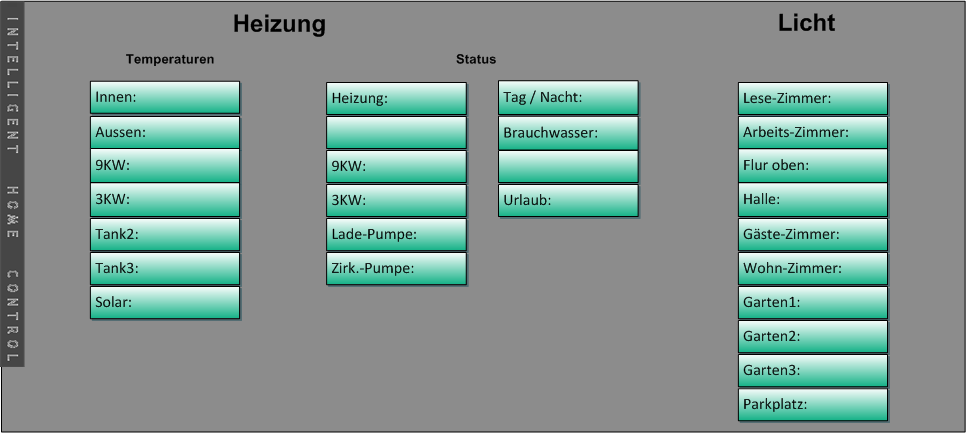 INTELLIGENT HOME CONTROL
Heizung
Temperaturen
Innen:
Aussen:
9KW:
3KW:
Tank2:
Tank3:
Solar:
Status
Heizung:
9KW:
3KW:
Lade-Pumpe:
Zirk.-Pumpe:
Tag / Nacht:
Brauchwasser:
Urlaub:
Licht
Lese-Zimmer:
Arbeits-Zimmer:
Flur oben:
Halle:
Gäste-Zimmer:
Wohn-Zimmer:
Garten1:
Garten2:
Garten3:
Parkplatz: